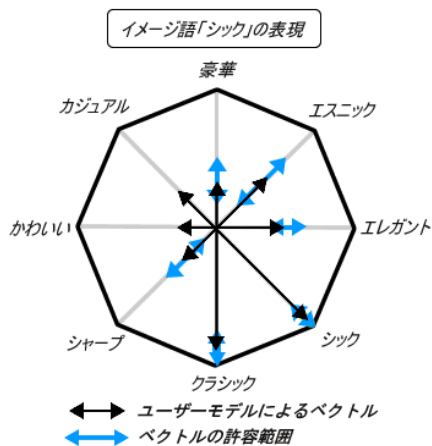 イメージ語「シック」の表現
豪華
カジュアル
エスニック
かわいい
エレガント
シャープ
シック
クラシック
ユーザーモデルによるベクトル
ベクトルの許容範囲